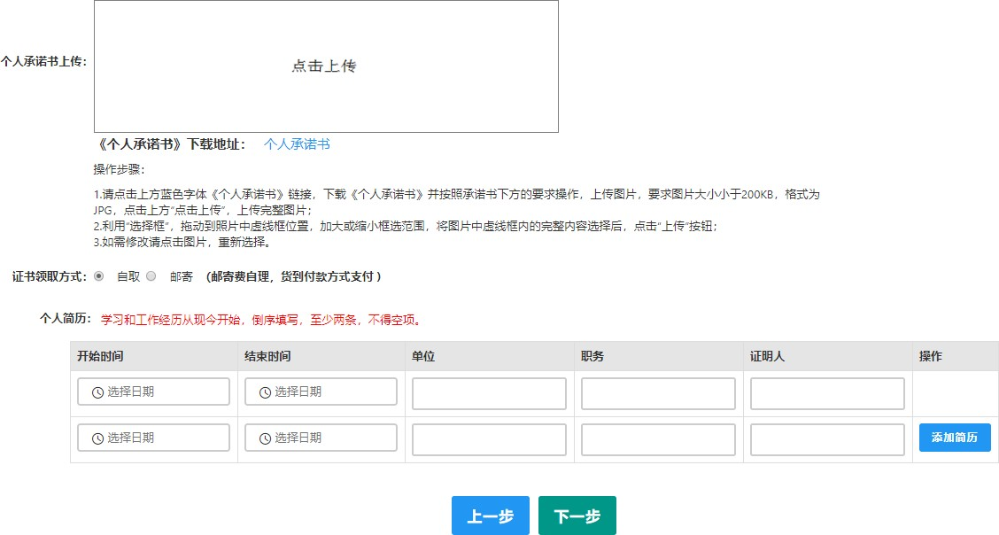 个人承诺书上传：
点击上传
《个人承诺书》下载地址： 个人承诺书
操作步骤：
1.请点击上方蓝色字体《个人承诺书》链接，下载《个人承诺书》并按照承诺书下方的要求操作，上传图片，要求图片大小小于200KB，格式为
JPG，点击上方“点击上传”，上传完整图片；
2.利用“选择框”，拖动到照片中虚线框位置，加大或缩小框选范围，将图片中虚线框内的完整内容选择后，点击“上传”按钮；
3.如需修改请点击图片，重新选择。
证书领取方式： 自取 邮寄 （邮寄费自理，货到付款方式支付 ）
个人简历： 学习和工作经历从现今开始，倒序填写，至少两条，不得空项。
开始时间 结束时间 单位 职务 证明人 操作
选择日期 选择日期
选择日期 选择日期 添加简历
上一步 下一步